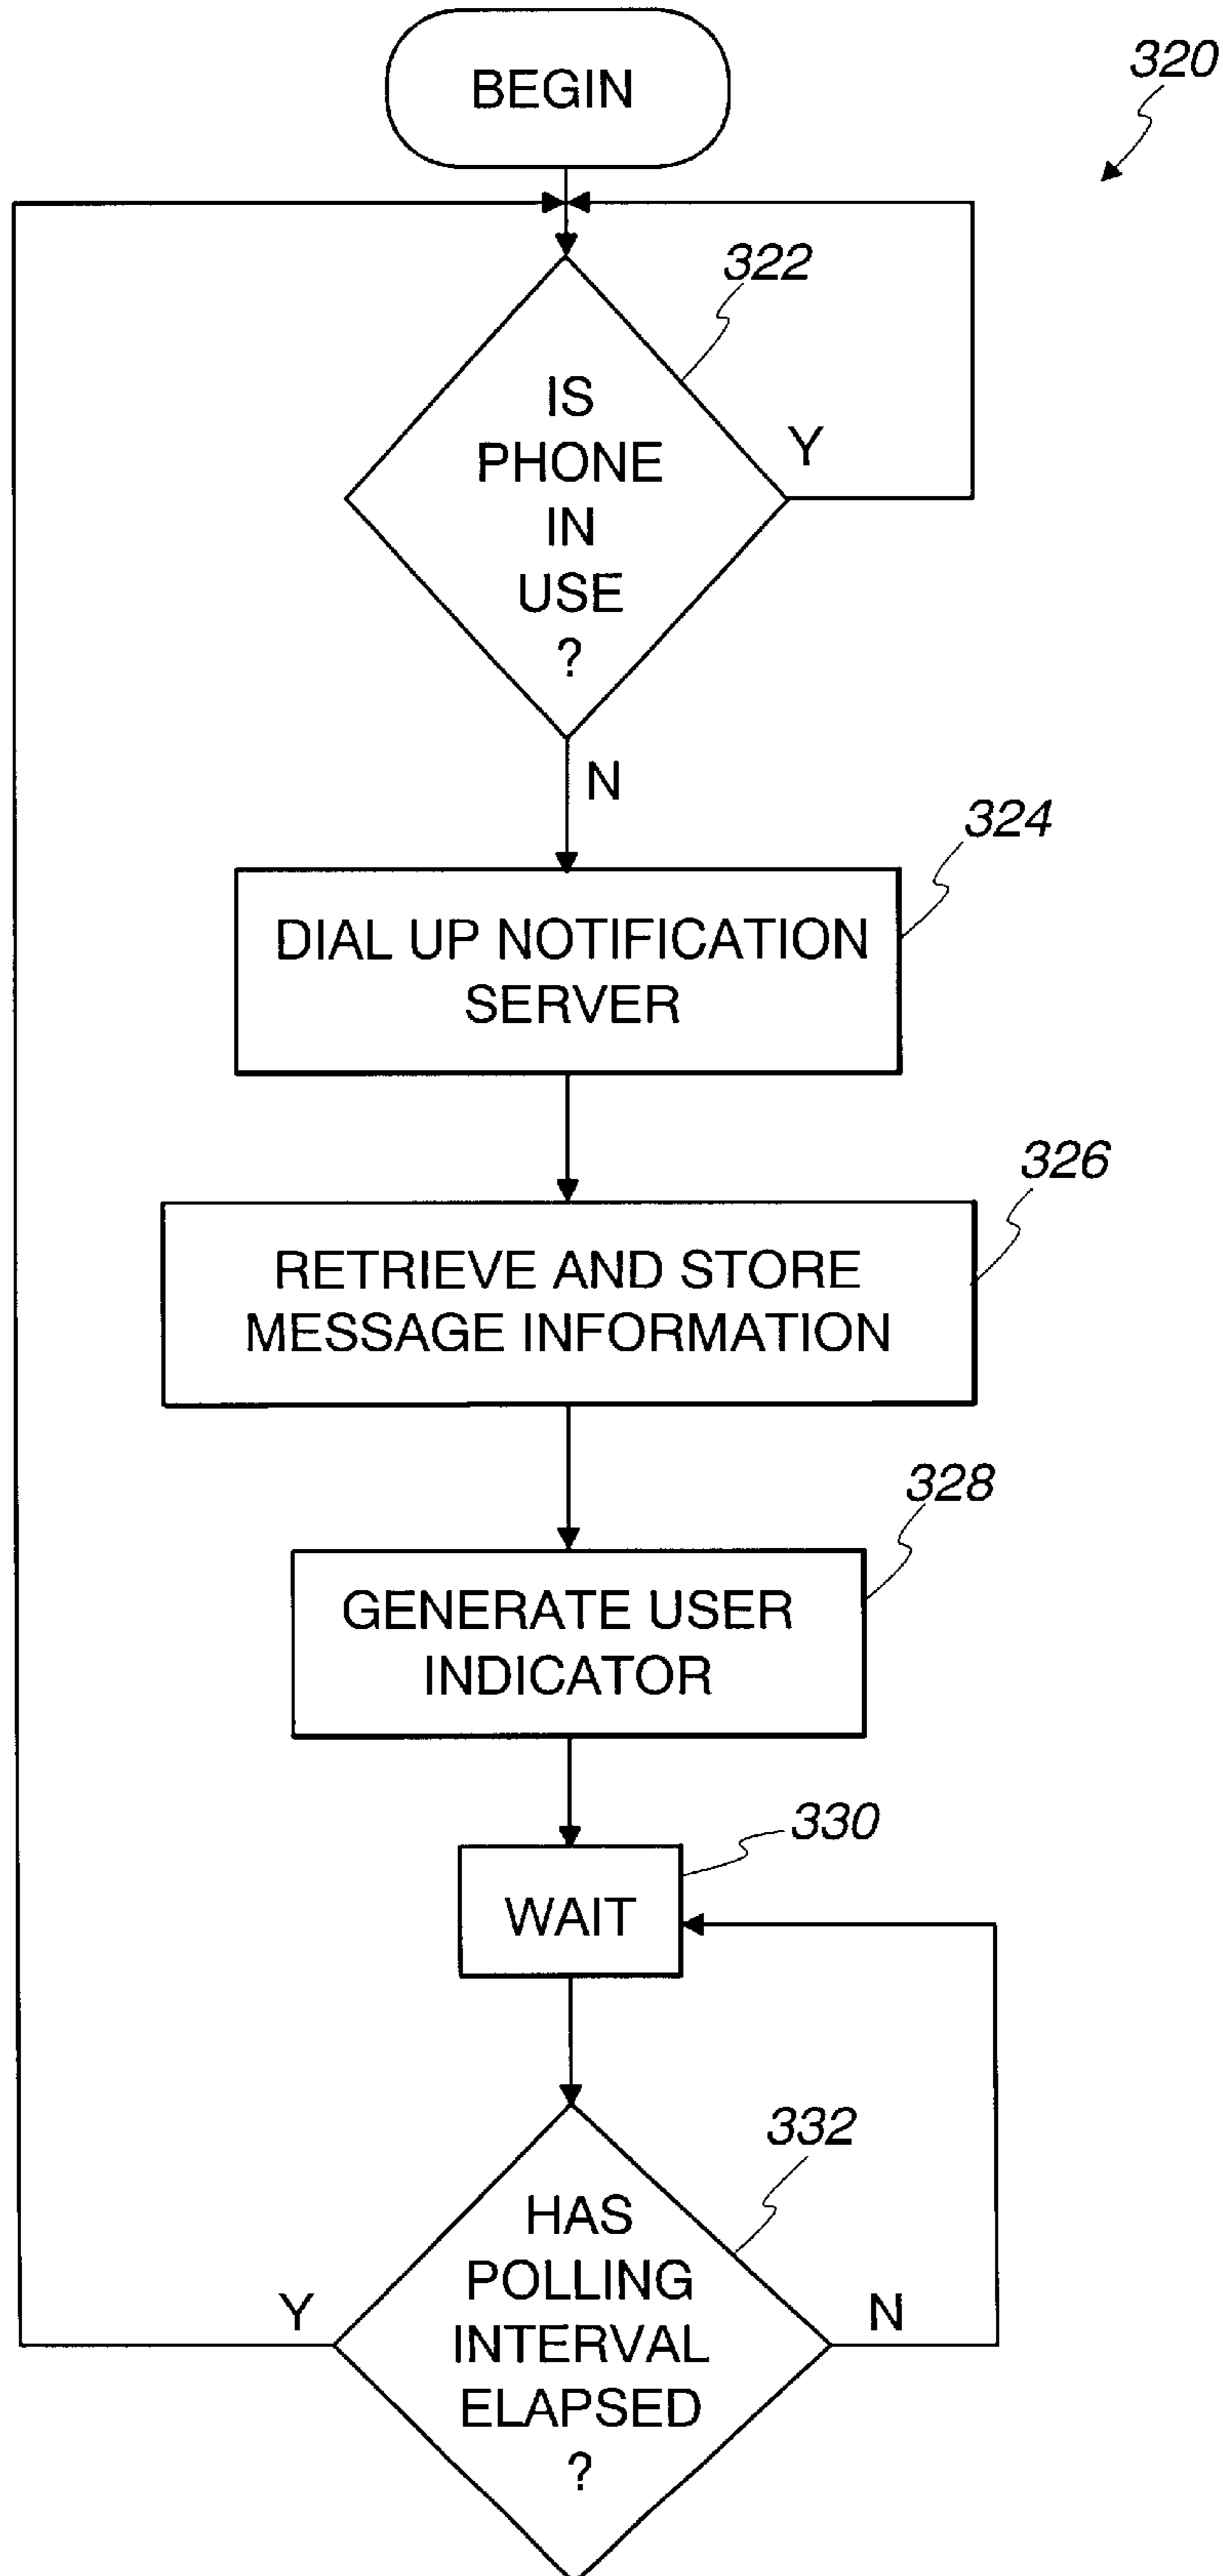 BEGIN
320
322
IS
PHONE
IN
USE
?
Y
N
324
DIAL UP NOTIFICATION
SERVER
326
RETRIEVE AND STORE
MESSAGE INFORMATION
328
GENERATE USER
INDICATOR
330
WAIT
332
HAS
POLLING
INTERVAL
ELAPSED
?
Y
N